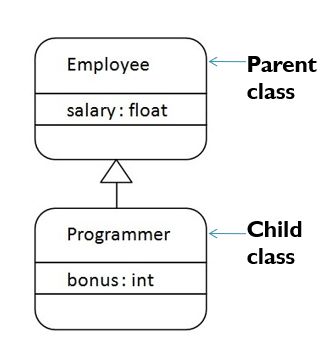 Employee
Parent
class
salary : float
Programmer
Child
class
bonus : int